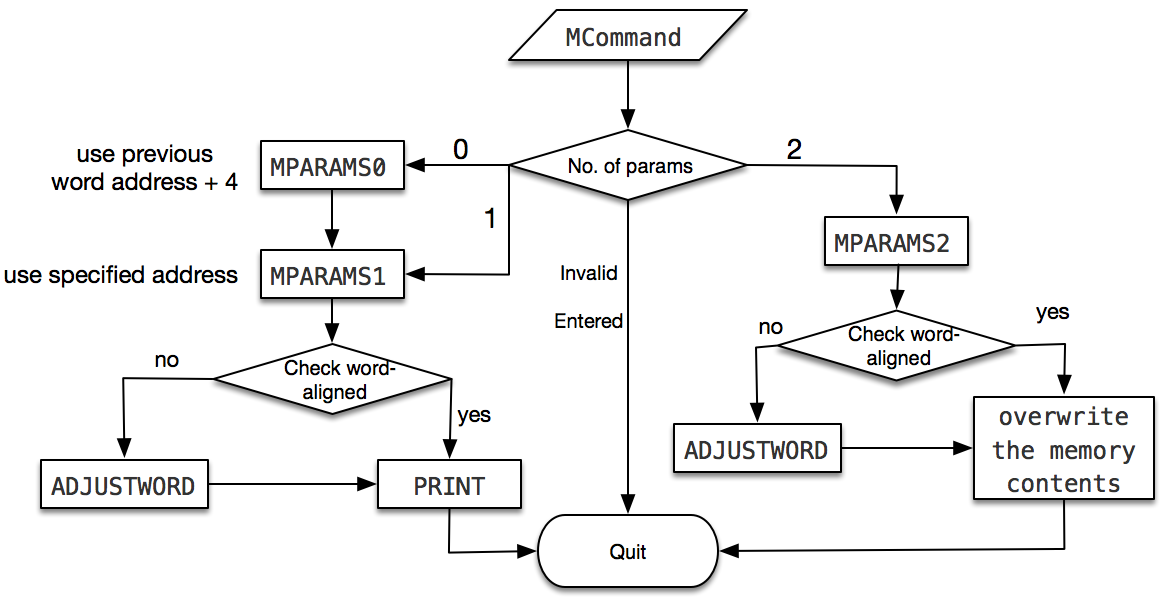 MCommand
No. of params
0
1
2
use previous
word address + 4
MPARAMS0
use specified address
MPARAMS1
Check word-
aligned
no
yes
ADJUSTWORD
PRINT
Invalid
Entered
MPARAMS2
Check word-
aligned
no
yes
ADJUSTWORD
overwrite
the memory
contents
Quit